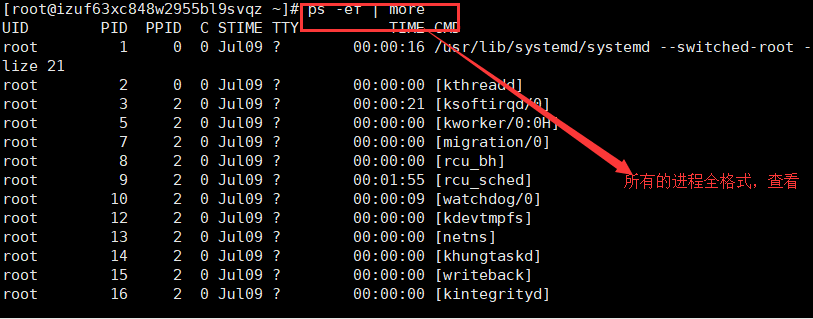 [root@izuf63xc848w2955bl9svqz ~]# ps -ef | more
UID        PID  PPID  C STIME TTY          TIME CMD
root         1     0  0 Jul09 ?        00:00:16 /usr/lib/systemd/systemd --switched-root -
lize 21
root         2     0  0 Jul09 ?        00:00:00 [kthreadd]
root         3     2  0 Jul09 ?        00:00:21 [ksoftirqd/0]
root         5     2  0 Jul09 ?        00:00:00 [kworker/0:0H]
root         7     2  0 Jul09 ?        00:00:00 [migration/0]
root         8     2  0 Jul09 ?        00:00:00 [rcu_bh]
root         9     2  0 Jul09 ?        00:01:55 [rcu_sched]
所有的进程全格式，查看
root        10     2  0 Jul09 ?        00:00:09 [watchdog/0]
root        12     2  0 Jul09 ?        00:00:00 [kdevtmpfs]
root        13     2  0 Jul09 ?        00:00:00 [netns]
root        14     2  0 Jul09 ?        00:00:00 [khungtaskd]
root        15     2  0 Jul09 ?        00:00:00 [writeback]
root        16     2  0 Jul09 ?        00:00:00 [kintegrityd]